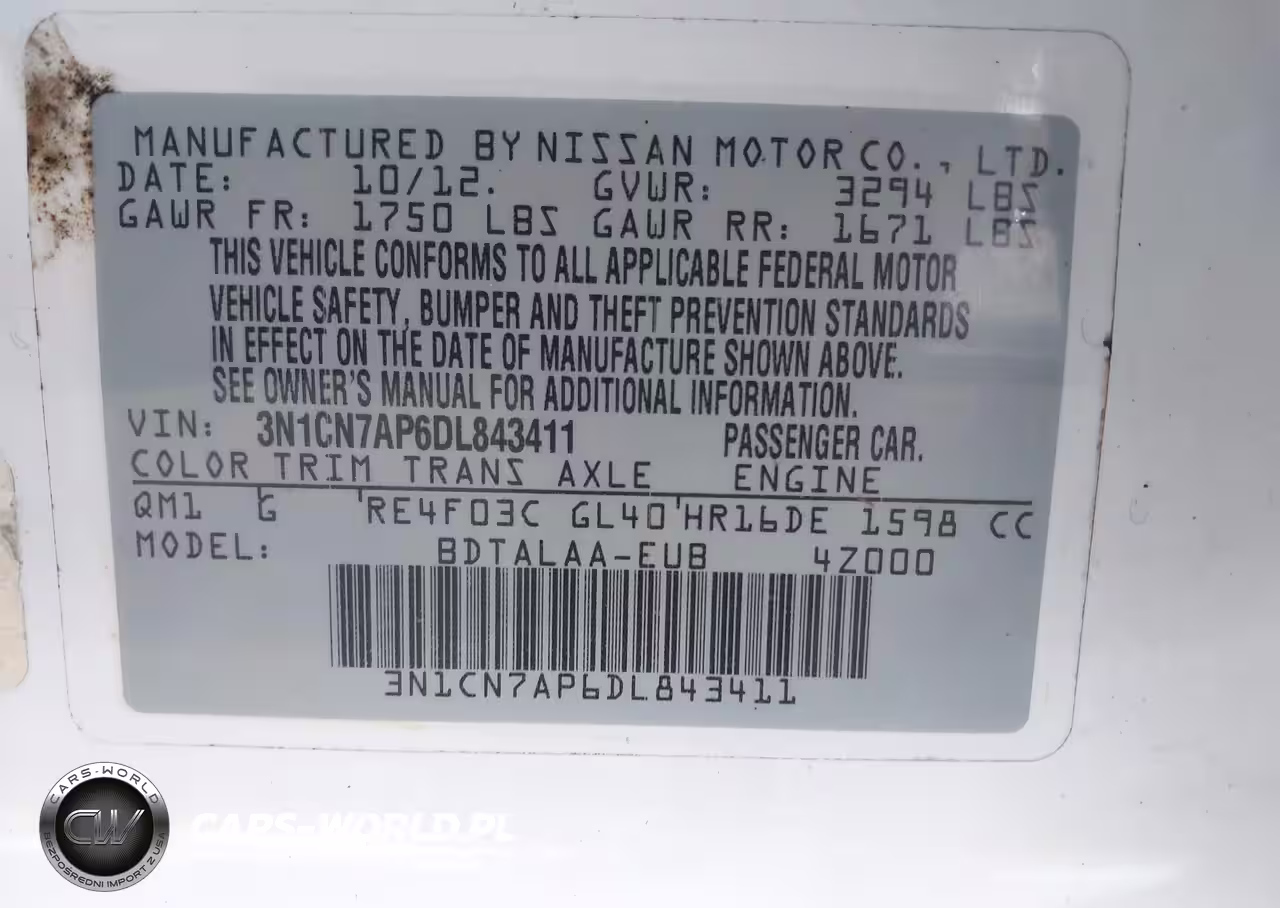 MANUFACTURED BY NISSAN MOTOR CO., LTD.
DATE: 10/12. GVWR: 3294 LBS
GAWR FR: 1750 LBS GAWR RR: 1671 LBS
THIS VEHICLE CONFORMS TO ALL APPLICABLE FEDERAL MOTOR
VEHICLE SAFETY, BUMPER AND THEFT PREVENTION STANDARDS
IN EFFECT ON THE DATE OF MANUFACTURE SHOWN ABOVE.
SEE OWNER'S MANUAL FOR ADDITIONAL INFORMATION.
VIN: 3N1CN7AP6DL843411 PASSENGER CAR.
COLOR TRIM TRANS AXLE ENGINE
QM1 G RE4F03C GL40 HR16DE 1598 CC
MODEL: BDTALAA-EUB 4Z000
3N1CN7AP6DL843411
CARS-WORLD
CW
BEZPOŚREDNI IMPORT Z USA
CARS-WORLD.PL